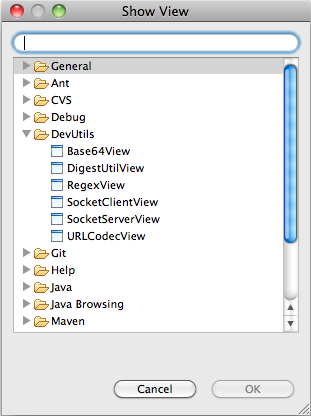 Show View
General
Ant
CVS
Debug
DevUtils
Base64View
DigestUtilView
RegexView
SocketClientView
SocketServerView
URLCodecView
Git
Help
Java
Java Browsing
Maven
Cancel
OK